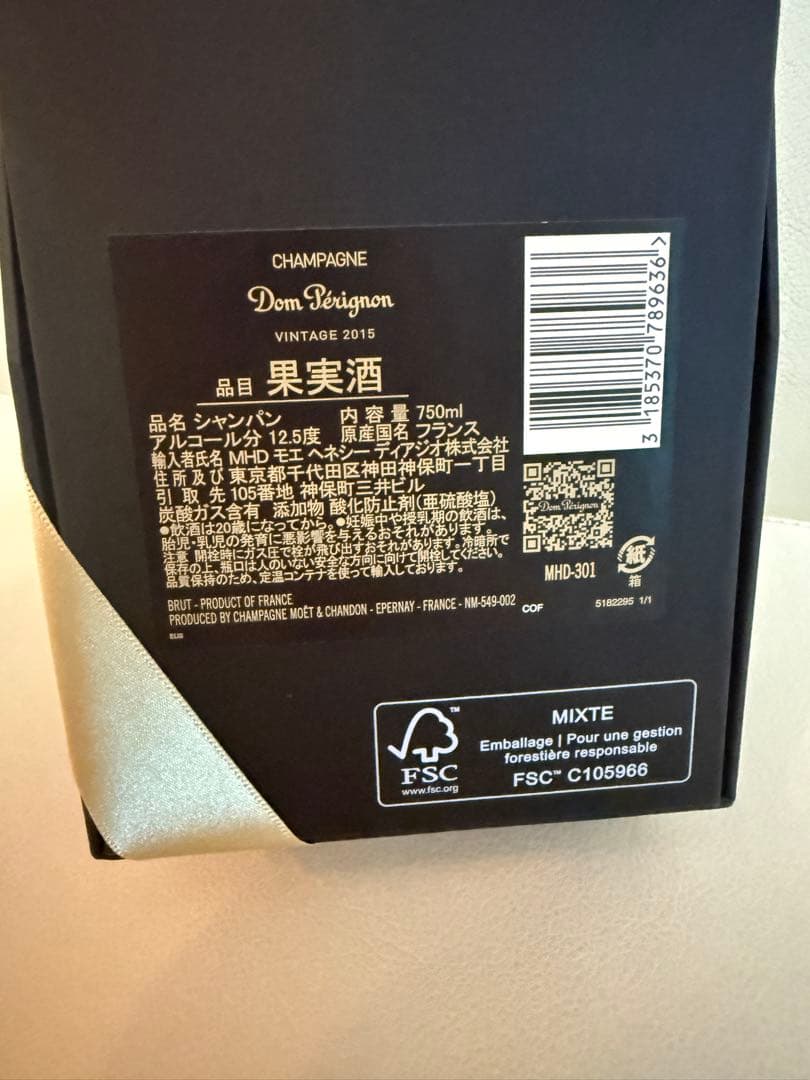 CHAMPAGNE
Dom Pérignon
VINTAGE 2015
品目 果実酒
品名 シャンパン 内容量 750ml
アルコール分 12.5度 原産国名 フランス
輸入者氏名 MHD モエ ヘネシー ディアジオ株式会社
住所及び 東京都千代田区神田神保町一丁目
引取先 105番地 神保町三井ビル
炭酸ガス含有 添加物 酸化防止剤(亜硫酸塩)
●飲酒は20歳になってから。●妊娠中や授乳期の飲酒は、
胎児・乳児の発育に悪影響を与えるおそれがあります。
注意 開栓時にガス圧で栓が飛び出すおそれがあります。冷暗所で
保存の上、瓶口は人のいない安全な方向に向けて開栓してください。
品質保持のため、定温コンテナを使って輸入しております。
BRUT - PRODUCT OF FRANCE
PRODUCED BY CHAMPAGNE MOËT & CHANDON - EPERNAY - FRANCE - NM-549-002
COF
3 185370 789636 >
Dom Pérignon
紙
箱
MHD-301
5182295 1/1
FSC™
www.fsc.org
MIXTE
Emballage | Pour une gestion
forestière responsable
FSC™ C105966